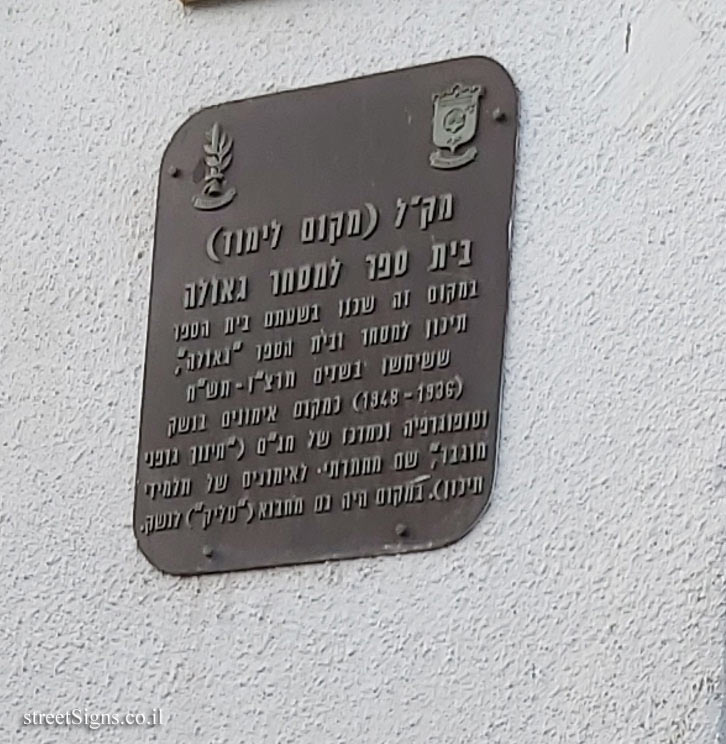 מק"ל (מקום לימוד)
בית ספר למסחר גאולה
במקום זה שכנו בשעתם בית הספר
תיכון למסחר ובית הספר "גאולה",
ששימשו בשנים תרצ"ו - תש"ח
(1936 - 1948) כמקום אימונים בנשק
וטופוגרפיה וכמרכז של חג"ם ("חינוך גופני
מוגבר", שם מחתרתי לאימונים של תלמידי
תיכון). במקום היה גם מחבוא ("סליק") לנשק.
streetSigns.co.il